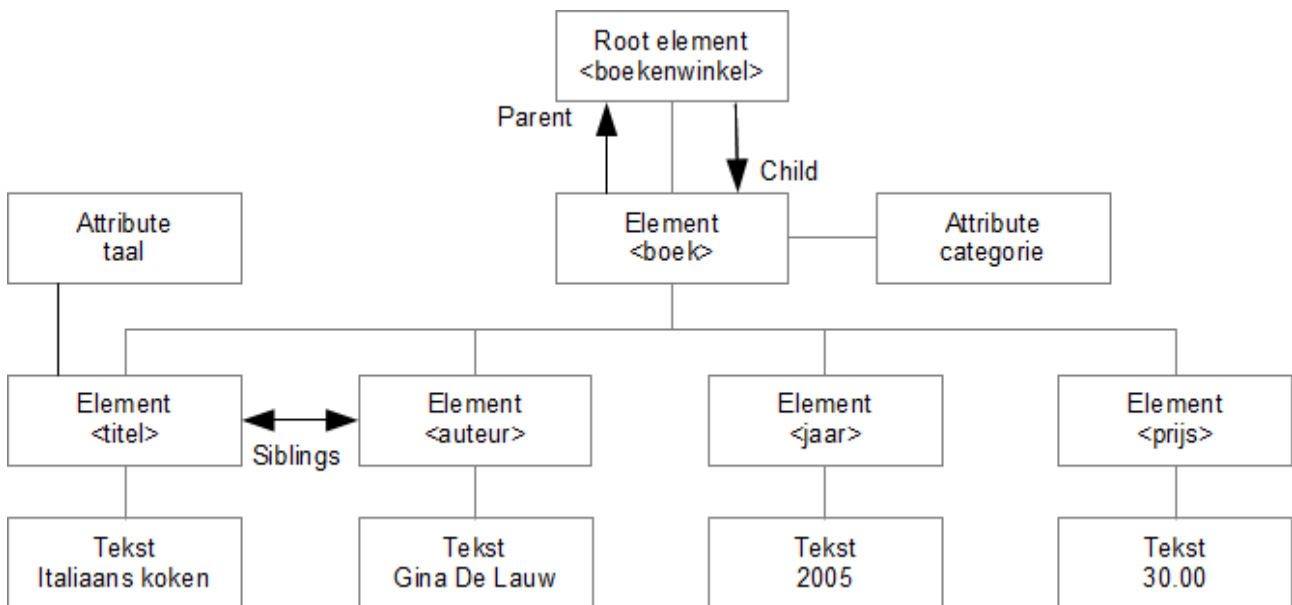 Root element
<boekenwinkel>
Parent
Child
Attribute
taal
Element
<boek>
Attribute
categorie
Element
<titel>
Siblings
Element
<auteur>
Element
<jaar>
Element
<prijs>
Tekst
Italiaans koken
Tekst
Gina De Lauw
Tekst
2005
Tekst
30.00